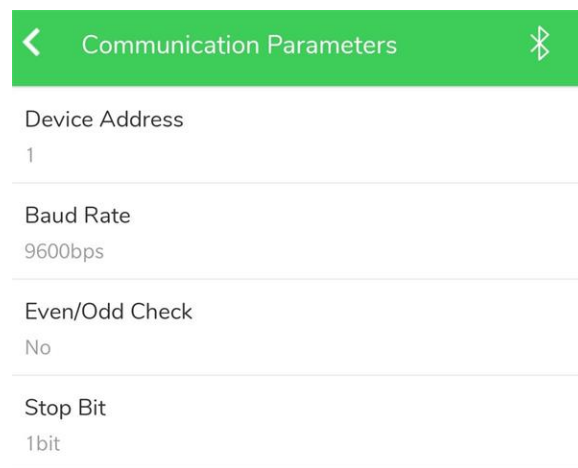 Communication Parameters
Device Address
1
Baud Rate
9600bps
Even/Odd Check
No
Stop Bit
1bit